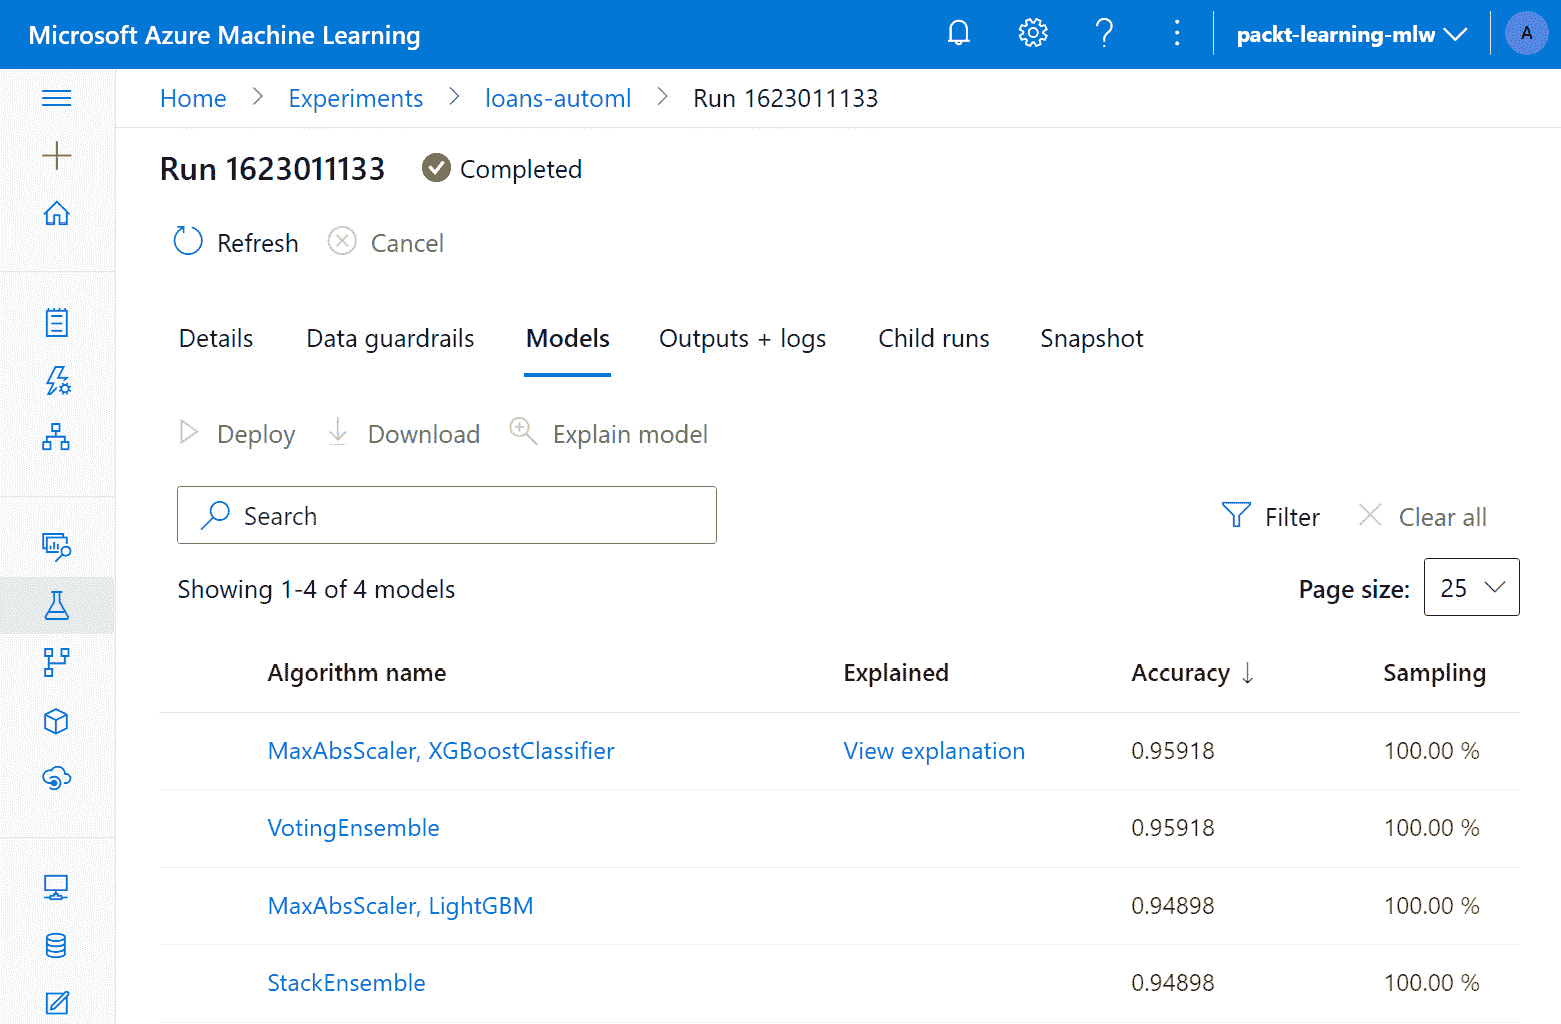 Microsoft Azure Machine Learning packt-learning-mlw A
Home > Experiments > loans-automl > Run 1623011133
Run 1623011133 Completed
Refresh Cancel
Details Data guardrails Models Outputs + logs Child runs Snapshot
Deploy Download Explain model
Search Filter Clear all
Showing 1-4 of 4 models Page size: 25
Algorithm name Explained Accuracy ↓ Sampling
MaxAbsScaler, XGBoostClassifier View explanation 0.95918 100.00 %
VotingEnsemble 0.95918 100.00 %
MaxAbsScaler, LightGBM 0.94898 100.00 %
StackEnsemble 0.94898 100.00 %